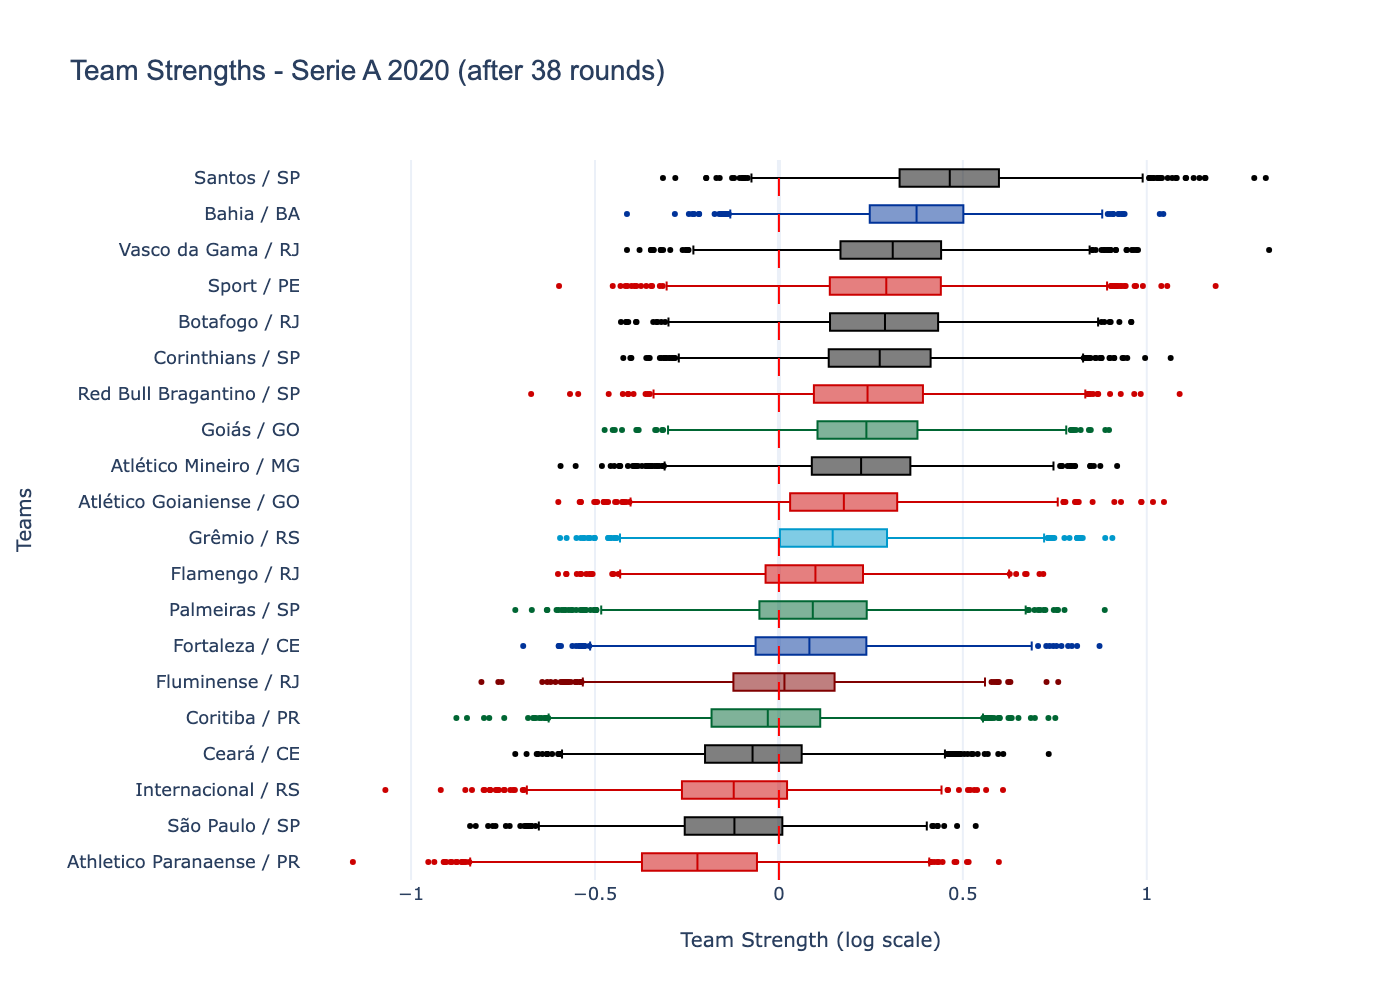 Team Strengths - Serie A 2020 (after 38 rounds)
Teams
Santos / SP
Bahia / BA
Vasco da Gama / RJ
Sport / PE
Botafogo / RJ
Corinthians / SP
Red Bull Bragantino / SP
Goiás / GO
Atlético Mineiro / MG
Atlético Goianiense / GO
Grêmio / RS
Flamengo / RJ
Palmeiras / SP
Fortaleza / CE
Fluminense / RJ
Coritiba / PR
Ceará / CE
Internacional / RS
São Paulo / SP
Athletico Paranaense / PR
−1 −0.5 0 0.5 1
Team Strength (log scale)